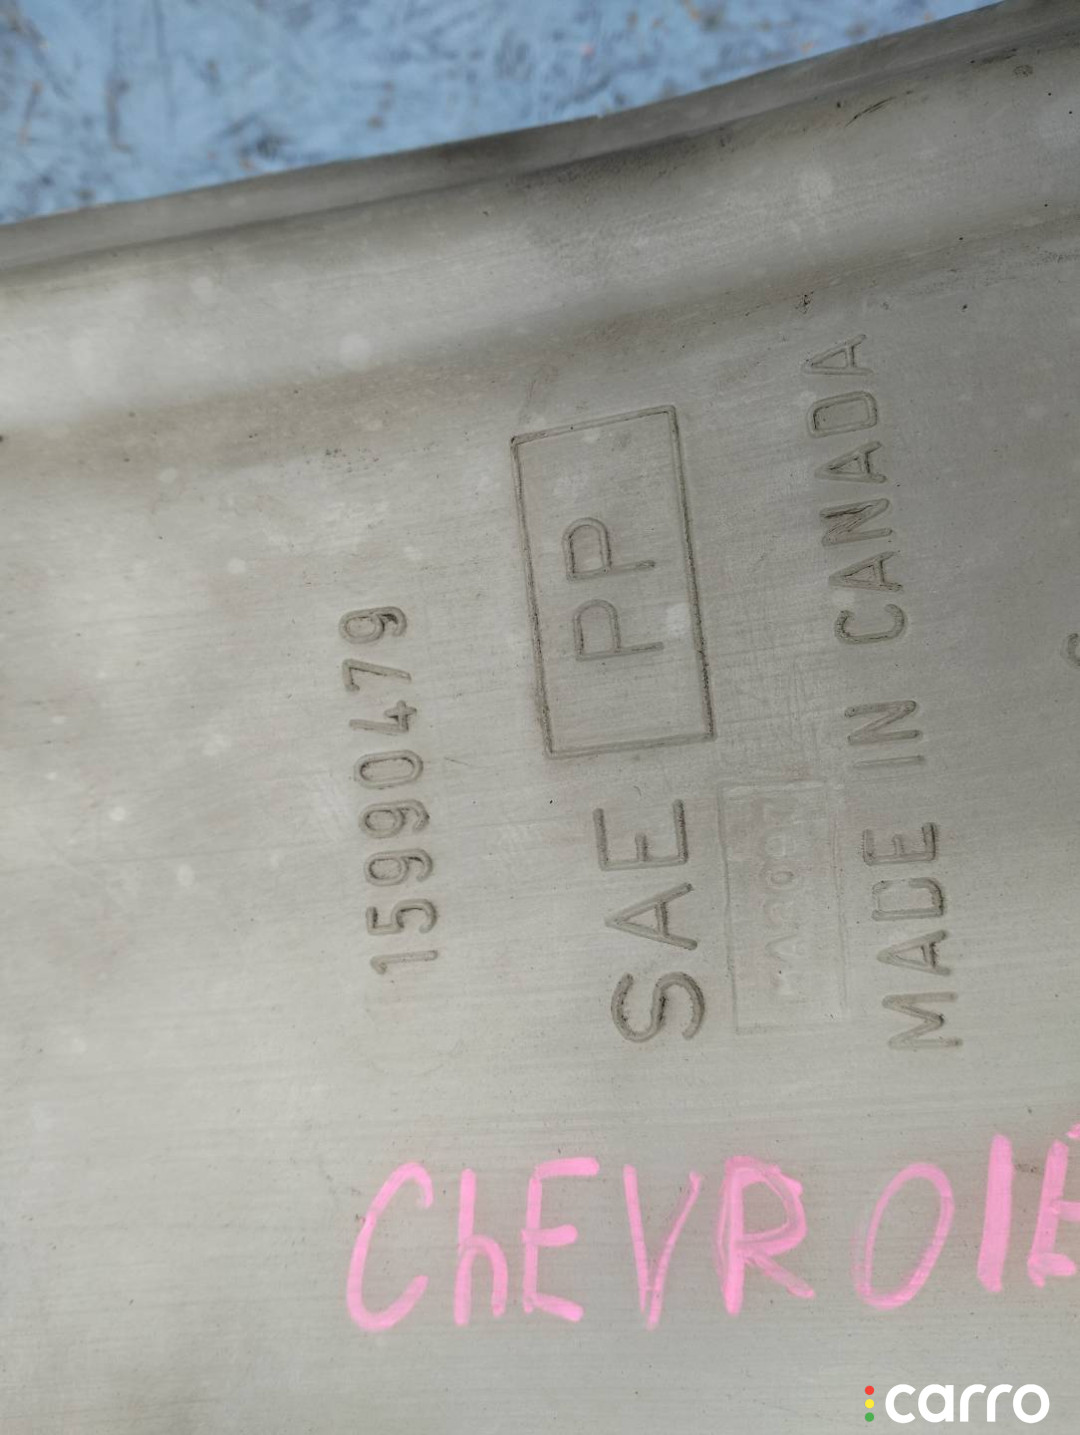 15990479
SAE PP
MADE IN CANADA
ChEVROlE
carro